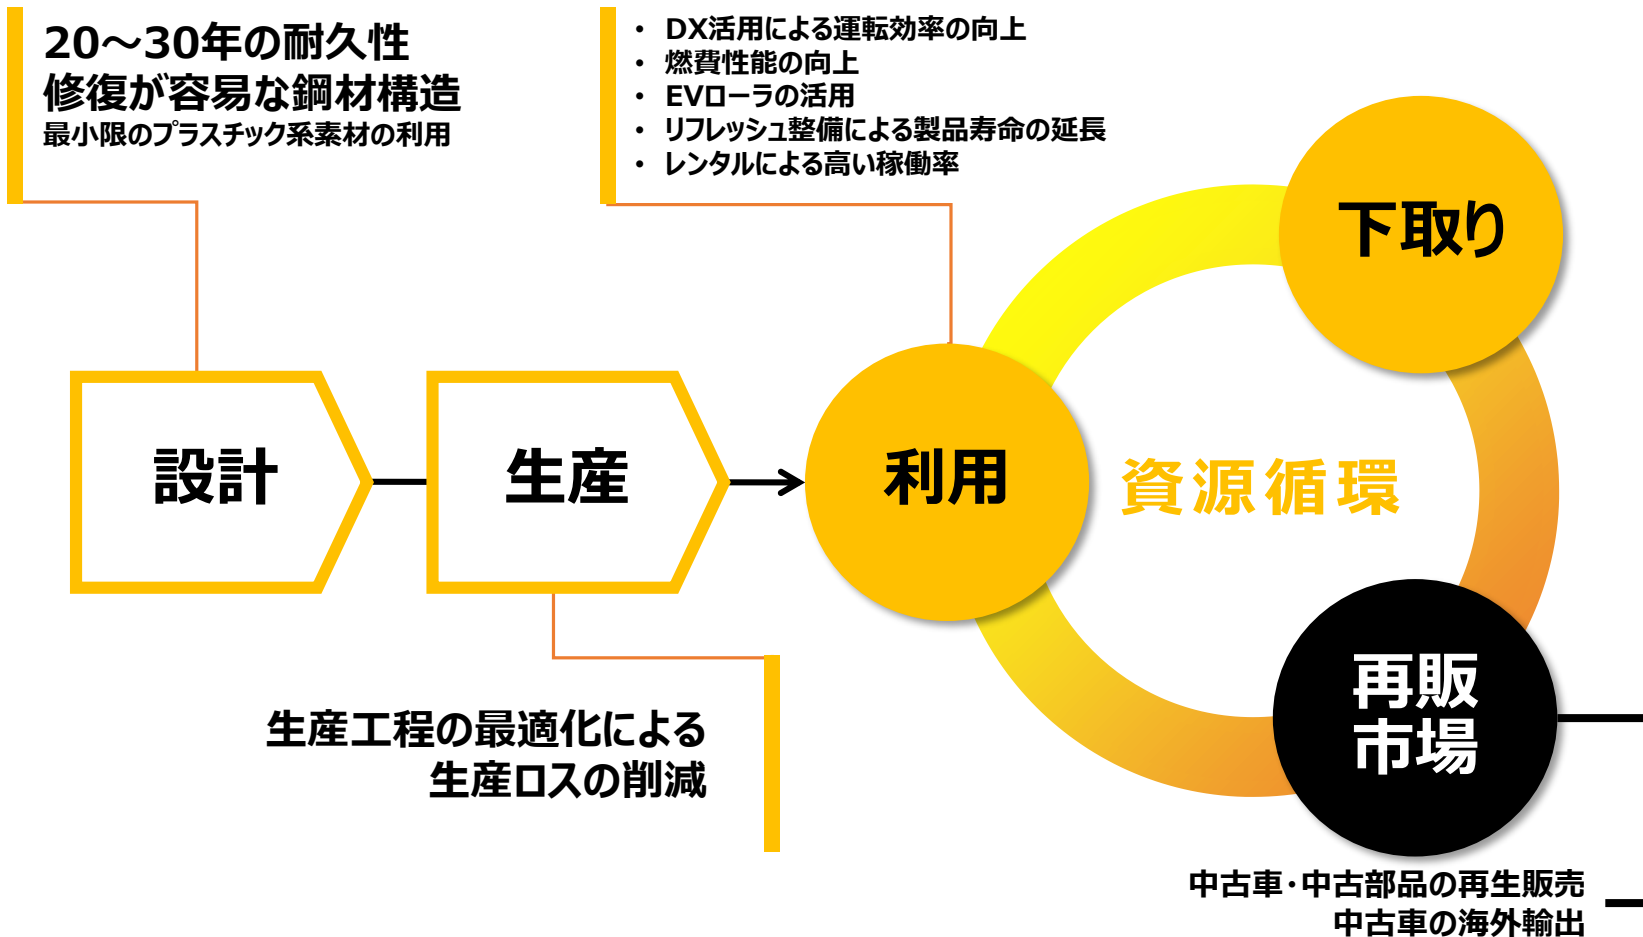 20～30年の耐久性
修復が容易な鋼材構造
最小限のプラスチック系素材の利用
• DX活用による運転効率の向上
• 燃費性能の向上
• EVローラの活用
• リフレッシュ整備による製品寿命の延長
• レンタルによる高い稼働率
下取り
設計
生産
利用
資源循環
再販
市場
生産工程の最適化による
生産ロスの削減
中古車･中古部品の再生販売
中古車の海外輸出